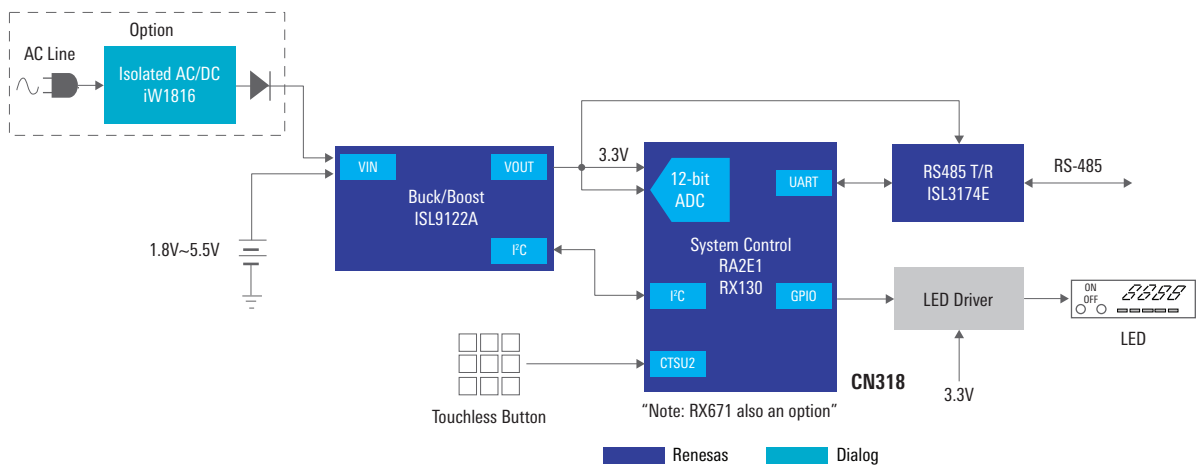 Option
AC Line
Isolated AC/DC
iW1816
VIN
VOUT
Buck/Boost
ISL9122A
I²C
1.8V~5.5V
3.3V
12-bit
ADC
UART
System Control
RA2E1
RX130
I²C
GPIO
CTSU2
RS485 T/R
ISL3174E
RS-485
LED Driver
ON
OFF
8888
LED
3.3V
CN318
Touchless Button
“Note: RX671 also an option”
Renesas
Dialog